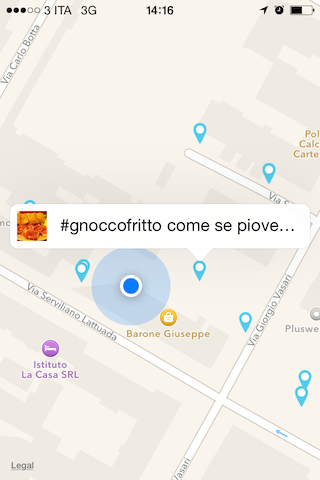 3 ITA 3G 14:16
Via Carlo Botta
Pol
Calc
Carte
Via S
#gnoccofritto come se piove…
Via Giorgio Vasari
Via Serviliano Lattuada
Barone Giuseppe
Pluswe
Istituto
La Casa SRL
Vasari
Legal